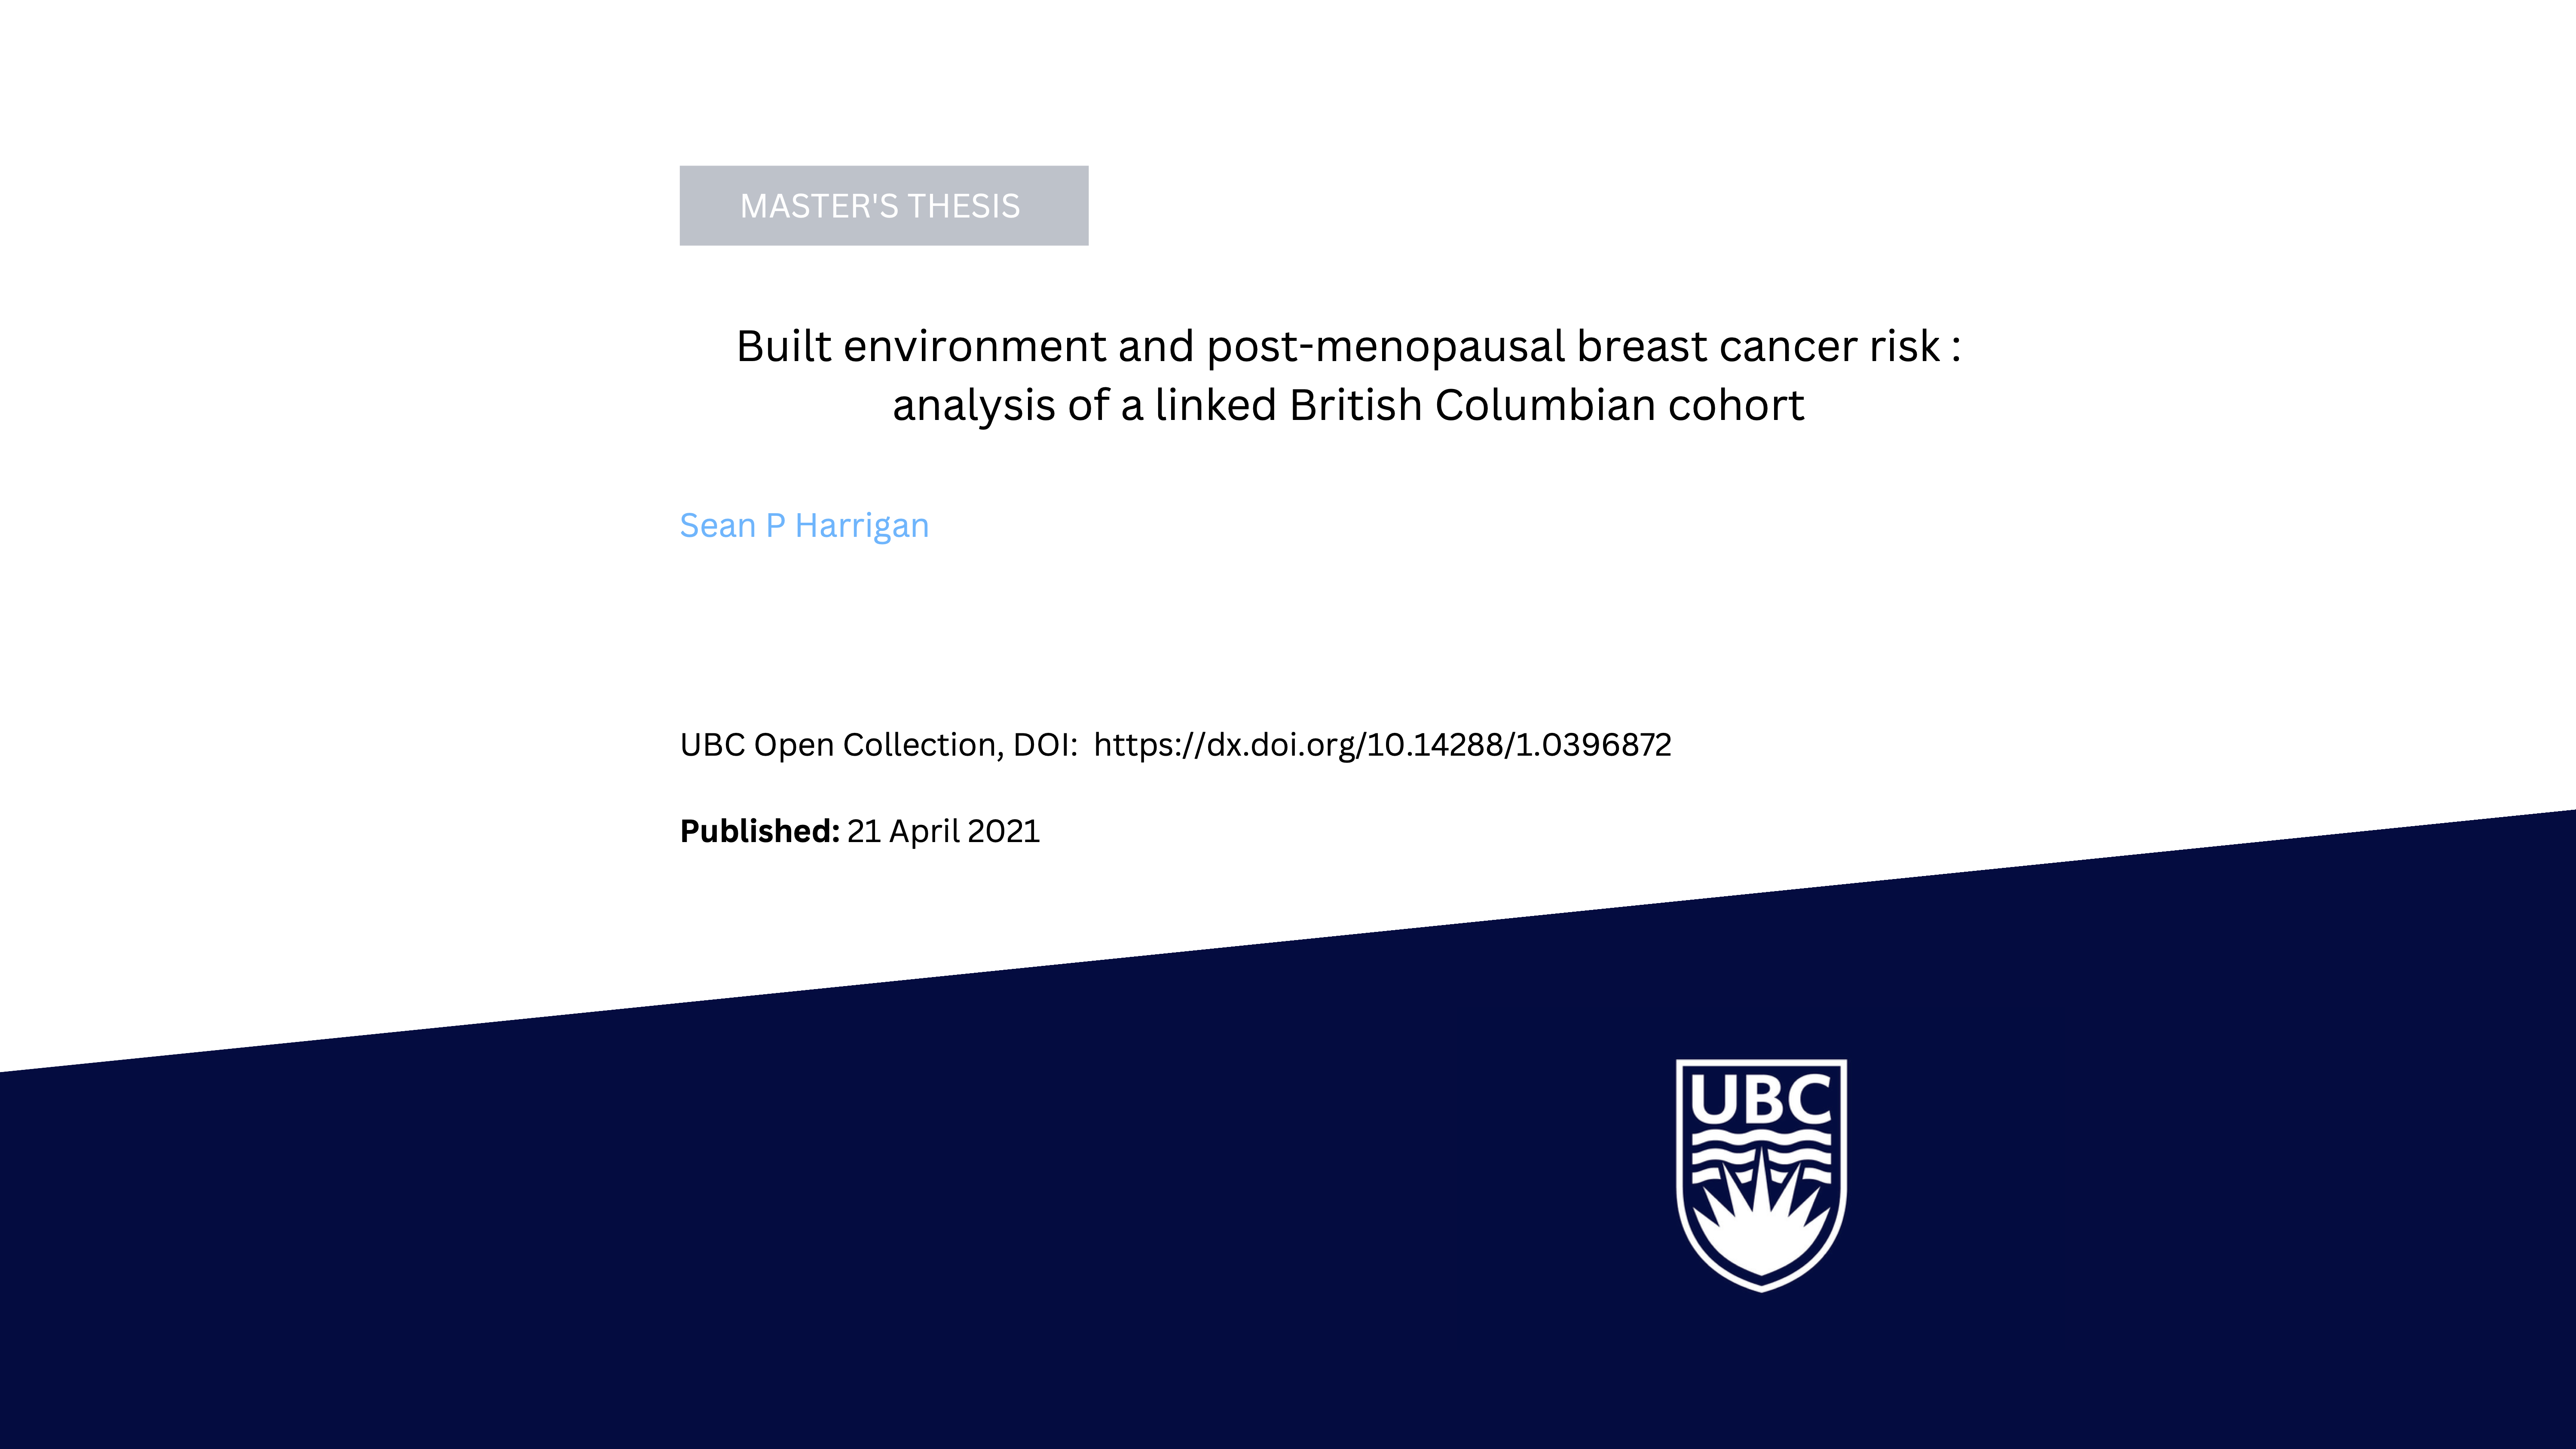 MASTER'S THESIS
Built environment and post-menopausal breast cancer risk :
analysis of a linked British Columbian cohort
Sean P Harrigan
UBC Open Collection, DOI:  https://dx.doi.org/10.14288/1.0396872
Published: 21 April 2021
UBC